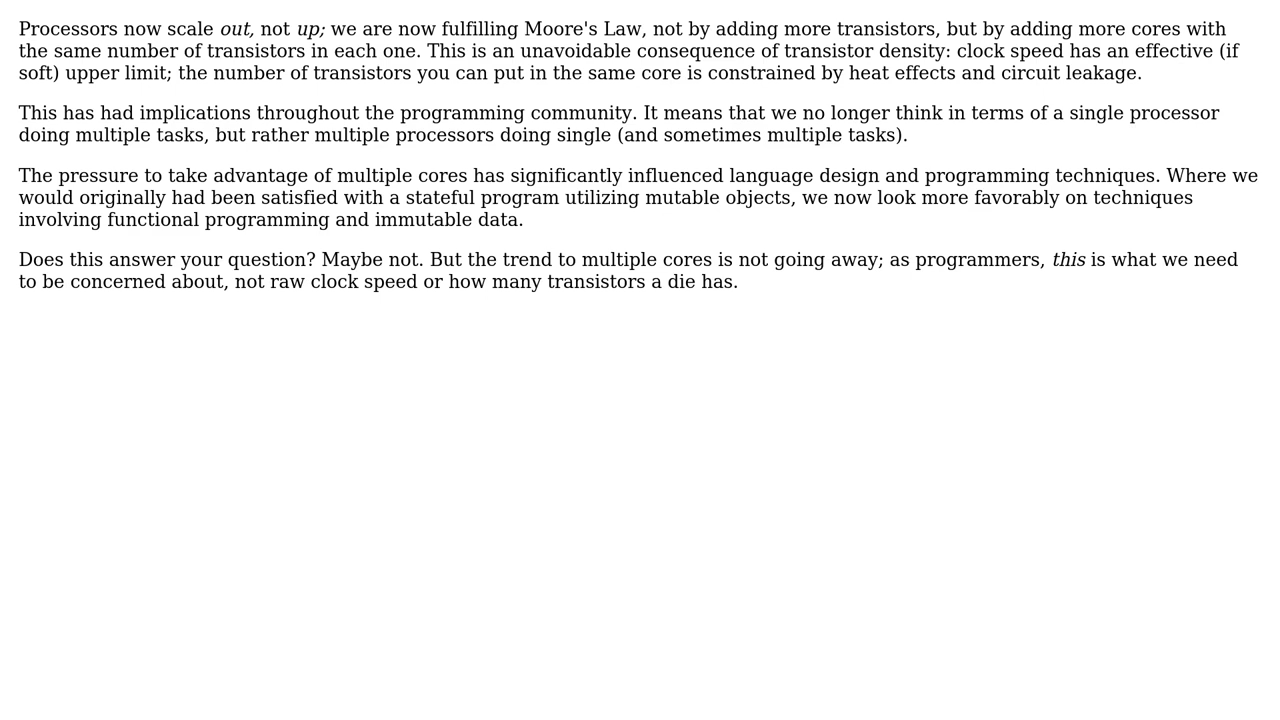 Processors now scale out, not up; we are now fulfilling Moore's Law, not by adding more transistors, but by adding more cores with
the same number of transistors in each one. This is an unavoidable consequence of transistor density: clock speed has an effective (if
soft) upper limit; the number of transistors you can put in the same core is constrained by heat effects and circuit leakage.
This has had implications throughout the programming community. It means that we no longer think in terms of a single processor
doing multiple tasks, but rather multiple processors doing single (and sometimes multiple tasks).
The pressure to take advantage of multiple cores has significantly influenced language design and programming techniques. Where we
would originally had been satisfied with a stateful program utilizing mutable objects, we now look more favorably on techniques
involving functional programming and immutable data.
Does this answer your question? Maybe not. But the trend to multiple cores is not going away; as programmers, this is what we need
to be concerned about, not raw clock speed or how many transistors a die has.